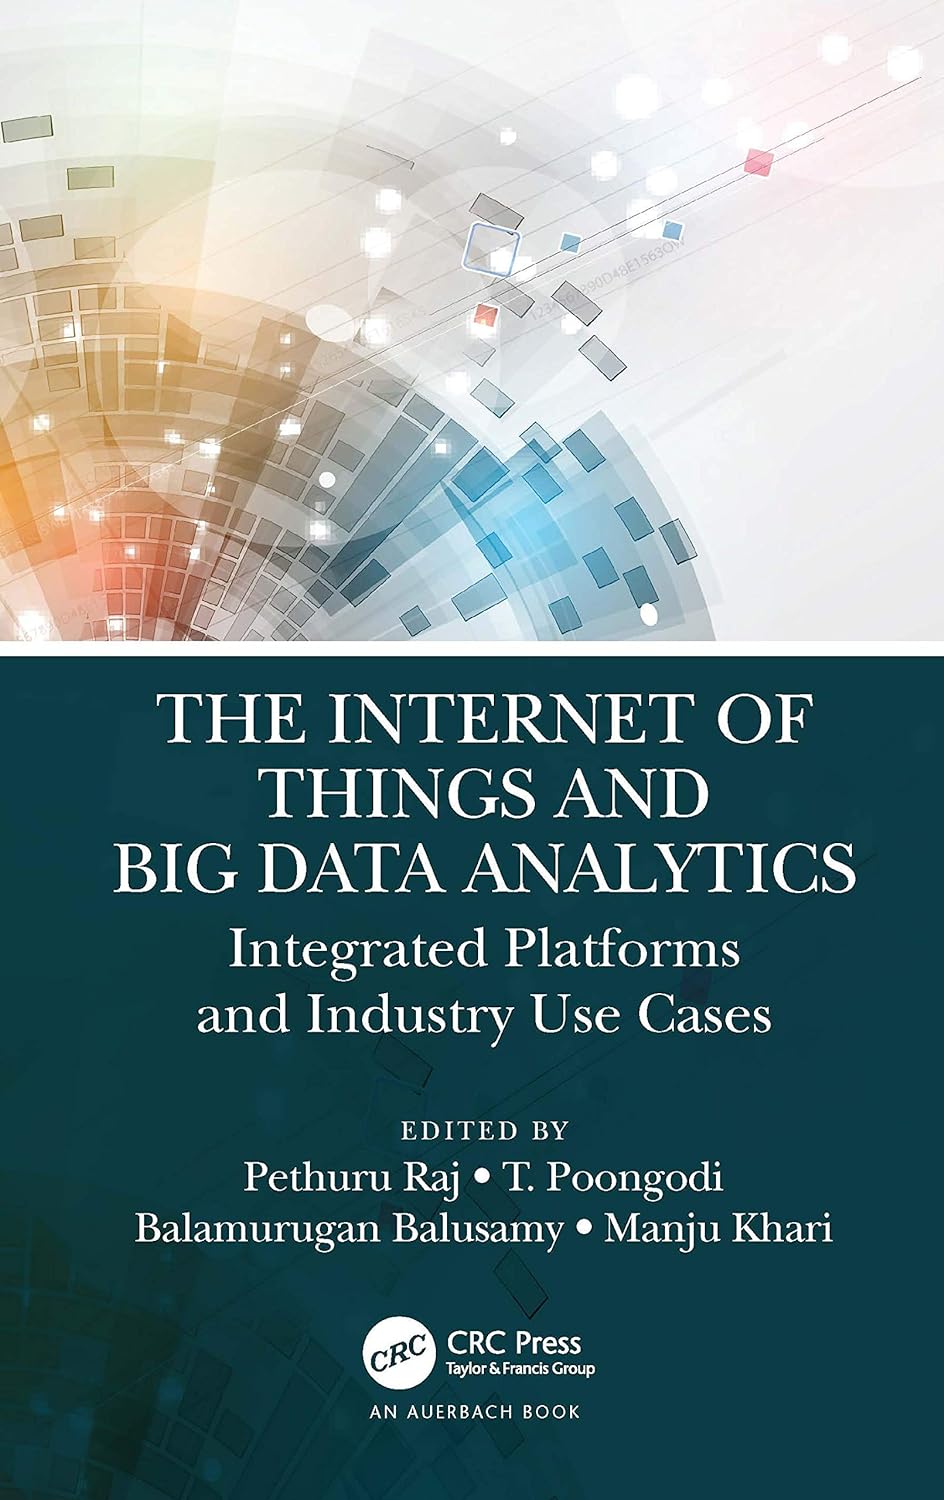 THE INTERNET OF
THINGS AND
BIG DATA ANALYTICS
Integrated Platforms
and Industry Use Cases
EDITED BY
Pethuru Raj • T. Poongodi
Balamurugan Balusamy • Manju Khari
CRC
CRC Press
Taylor & Francis Group
AN AUERBACH BOOK